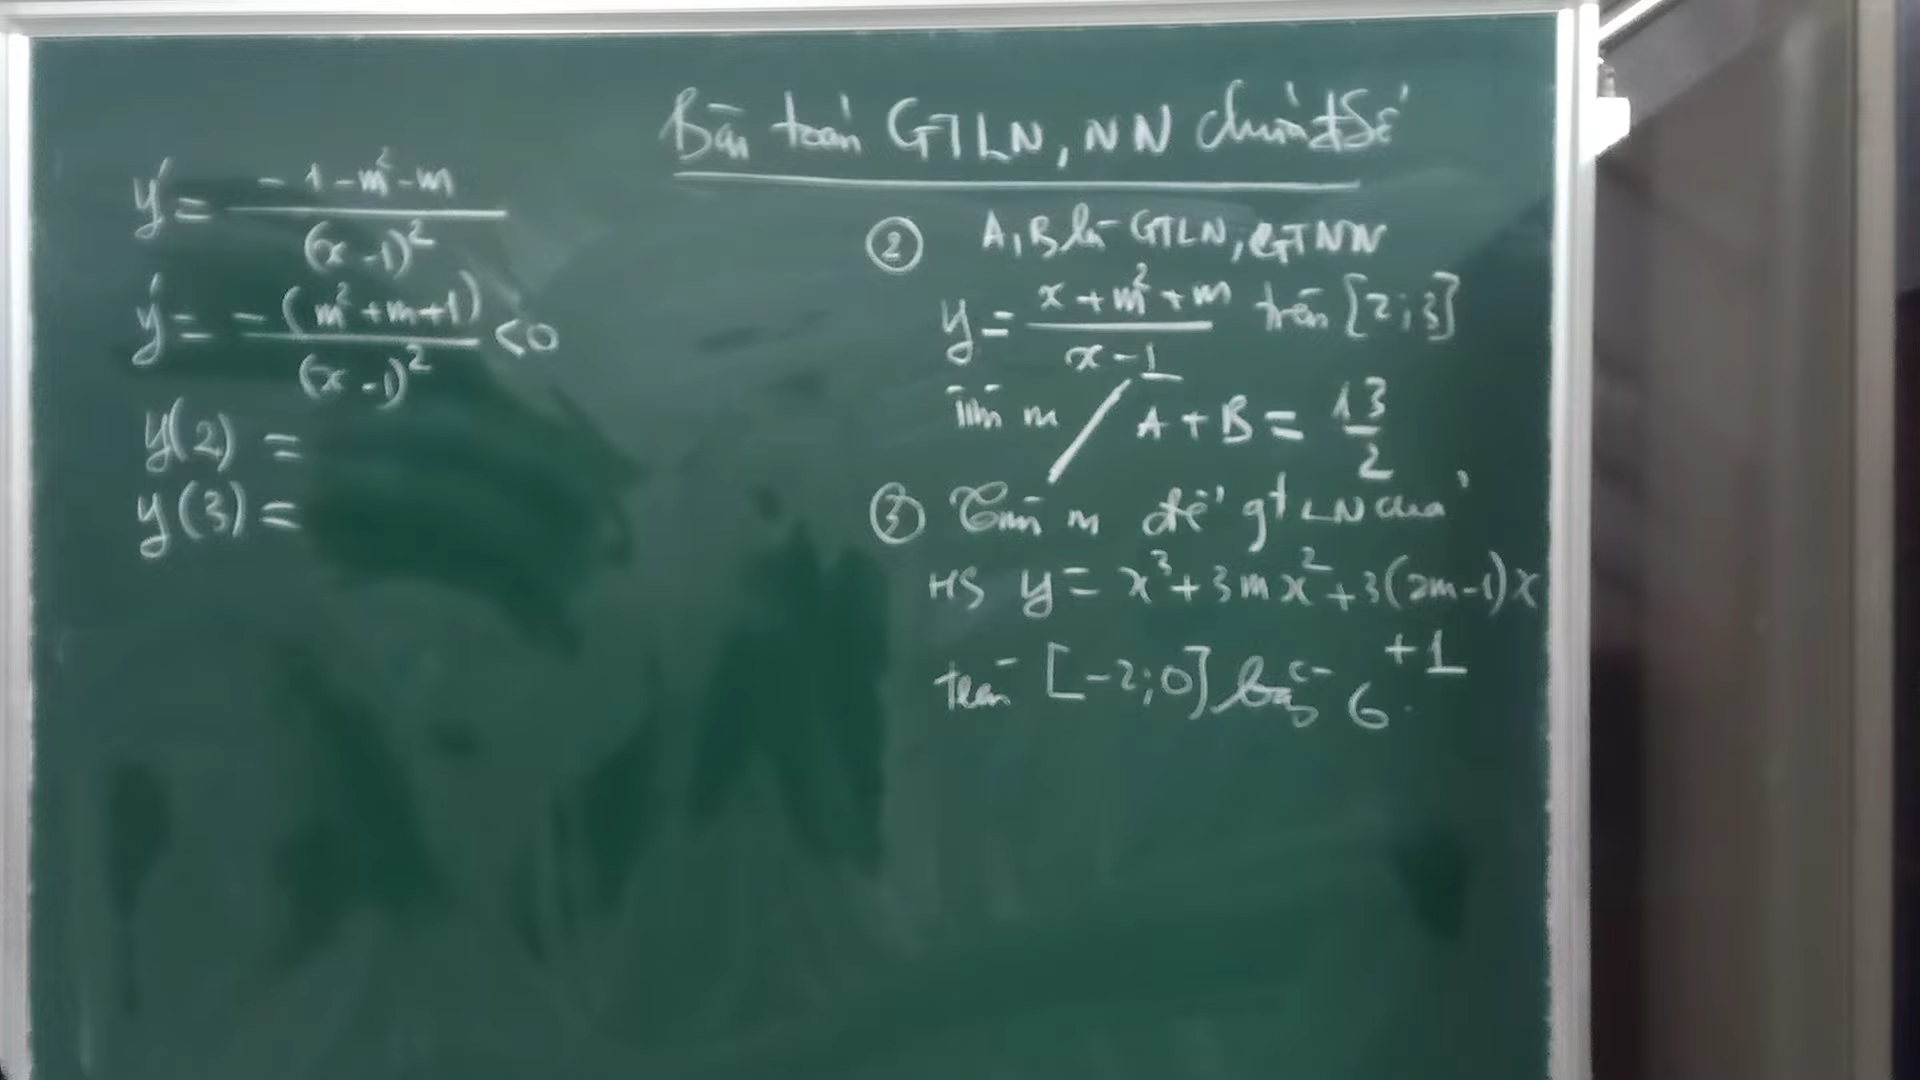 Bài toán GTLN, NN chứa t.số
y' = (-1-m²-m)/(x-1)²
y' = -(m²+m+1)/(x-1)² <0
y(2) =
y(3) =
② A, B là GTLN, GTNN
y = (x+m²+m)/(x-1) trên [2;3]
Tìm m / A+B = 13/2
③ Tìm m để gt LN của
HS y = x³+3mx²+3(2m-1)x
+1
trên [-2;0] bằng 6.